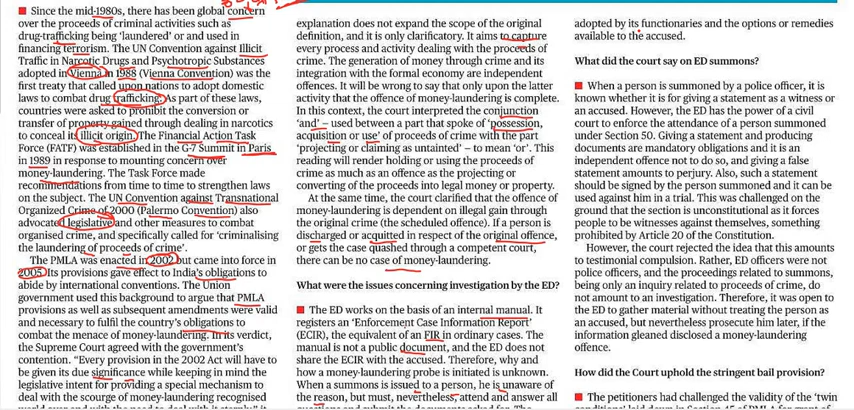 Since the mid-1980s, there has been global concern
over the proceeds of criminal activities such as
drug-trafficking being 'laundered' or and used in
financing terrorism. The UN Convention against Illicit
Traffic in Narcotic Drugs and Psychotropic Substances
adopted in Vienna in 1988 (Vienna Convention) was the
first treaty that called upon nations to adopt domestic
laws to combat drug trafficking. As part of these laws,
countries were asked to prohibit the conversion or
transfer of property gained through dealing in narcotics
to conceal its illicit origin. The Financial Action Task
Force (FATF) was established in the G-7 Summit in Paris
in 1989 in response to mounting concern over
money-laundering. The Task Force made
recommendations from time to time to strengthen laws
on the subject. The UN Convention against Transnational
Organized Crime of 2000 (Palermo Convention) also
advocated legislative and other measures to combat
organised crime, and specifically called for 'criminalising
the laundering of proceeds of crime'.
The PMLA was enacted in 2002 but came into force in
2005. Its provisions gave effect to India's obligations to
abide by international conventions. The Union
government used this background to argue that PMLA
provisions as well as subsequent amendments were valid
and necessary to fulfil the country's obligations to
combat the menace of money-laundering. In its verdict,
the Supreme Court agreed with the government's
contention. "Every provision in the 2002 Act will have to
be given its due significance while keeping in mind the
legislative intent for providing a special mechanism to
deal with the scourge of money-laundering recognised
explanation does not expand the scope of the original
definition, and it is only clarificatory. It aims to capture
every process and activity dealing with the proceeds of
crime. The generation of money through crime and its
integration with the formal economy are independent
offences. It will be wrong to say that only upon the latter
activity that the offence of money-laundering is complete.
In this context, the court interpreted the conjunction
'and' – used between a part that spoke of 'possession,
acquisition or use' of proceeds of crime with the part
'projecting or claiming as untainted' – to mean 'or'. This
reading will render holding or using the proceeds of
crime as much an offence as the projecting or
converting of the proceeds into legal money or property.
At the same time, the court clarified that the offence of
money-laundering is dependent on illegal gain through
the original crime (the scheduled offence). If a person is
discharged or acquitted in respect of the original offence,
or gets the case quashed through a competent court,
there can be no case of money-laundering.
What were the issues concerning investigation by the ED?
The ED works on the basis of an internal manual. It
registers an 'Enforcement Case Information Report'
(ECIR), the equivalent of an FIR in ordinary cases. The
manual is not a public document, and the ED does not
share the ECIR with the accused. Therefore, why and
how a money-laundering probe is initiated is unknown.
When a summons is issued to a person, he is unaware of
the reason, but must, nevertheless, attend and answer all
adopted by its functionaries and the options or remedies
available to the accused.
What did the court say on ED summons?
When a person is summoned by a police officer, it is
known whether it is for giving a statement as a witness or
an accused. However, the ED has the power of a civil
court to enforce the attendance of a person summoned
under Section 50. Giving a statement and producing
documents are mandatory obligations and it is an
independent offence not to do so, and giving a false
statement amounts to perjury. Also, such a statement
should be signed by the person summoned and it can be
used against him in a trial. This was challenged on the
ground that the section is unconstitutional as it forces
people to be witnesses against themselves, something
prohibited by Article 20 of the Constitution.
However, the court rejected the idea that this amounts
to testimonial compulsion. Rather, ED officers were not
police officers, and the proceedings related to summons,
being only an inquiry related to proceeds of crime, do
not amount to an investigation. Therefore, it was open to
the ED to gather material without treating the person as
an accused, but nevertheless prosecute him later, if the
information gleaned disclosed a money-laundering
offence.
How did the Court uphold the stringent bail provision?
The petitioners had challenged the validity of the 'twin